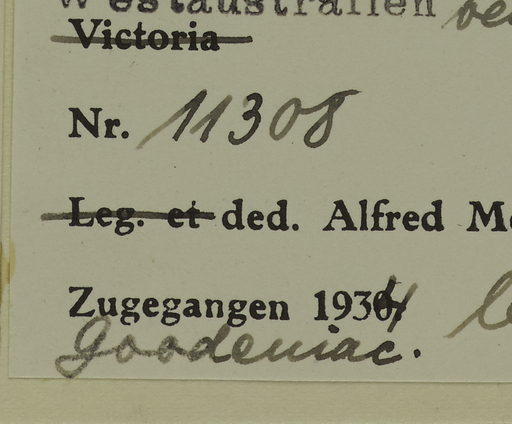 Westaustralien
Victoria
Nr. 11308
Leg. et ded. Alfred
Zugegangen 1934
Goodeniac.